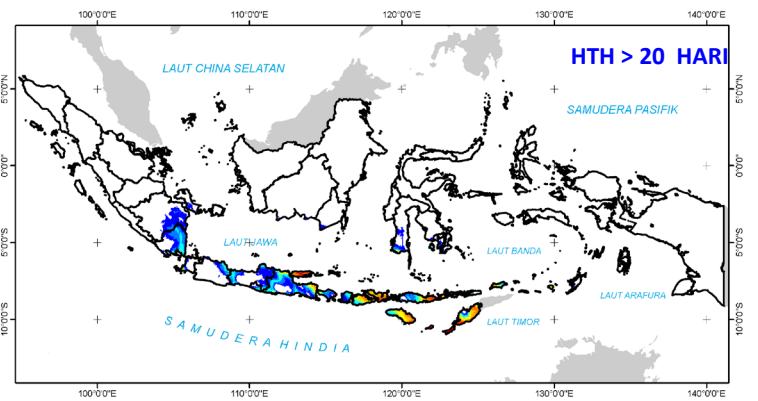 100°0'0"E 110°0'0"E 120°0'0"E 130°0'0"E 140°0'0"E
HTH > 20 HARI
LAUT CHINA SELATAN
5°0'0"N 5°0'0"N
SAMUDERA PASIFIK
0°0'0" 0°0'0"
5°0'0"S 5°0'0"S
LAUT JAWA
LAUT BANDA
LAUT ARAFURA
10°0'0"S 10°0'0"S
SAMUDERA HINDIA
LAUT TIMOR
100°0'0"E 110°0'0"E 120°0'0"E 130°0'0"E 140°0'0"E